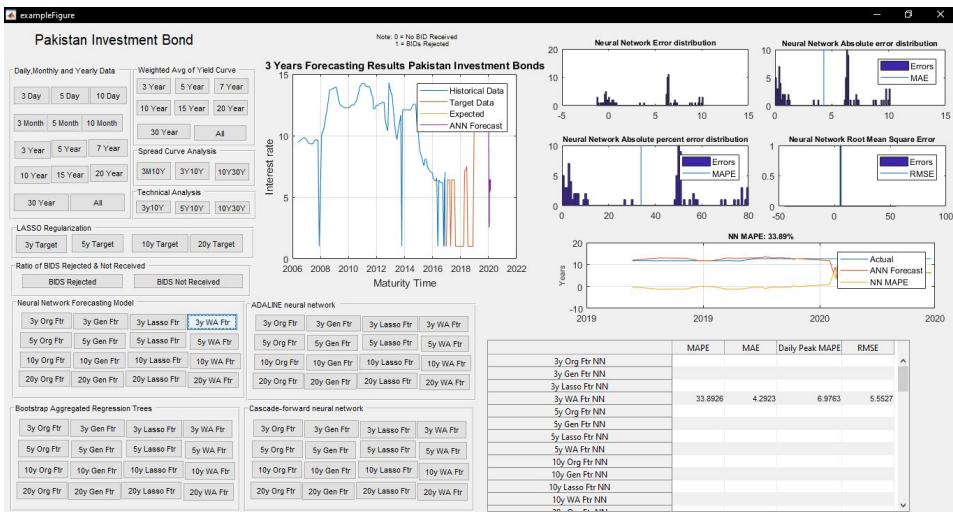 exampleFigure
Pakistan Investment Bond
Note: 0 = No BID Received
1 = BIDs Rejected
Daily,Monthly and Yearly Data
3 Day 5 Day 10 Day
3 Month 5 Month 10 Month
3 Year 5 Year 7 Year
10 Year 15 Year 20 Year
30 Year All
Weighted Avg of Yield Curve
3 Year 5 Year 7 Year
10 Year 15 Year 20 Year
30 Year All
Spread Curve Analysis
3M10Y 3Y10Y 10Y30Y
Technical Analysis
3y10Y 5Y10Y 10Y30Y
LASSO Regularization
3y Target 5y Target 10y Target 20y Target
Ratio of BIDS Rejected & Not Received
BIDS Rejected BIDS Not Received
3 Years Forecasting Results Pakistan Investment Bonds
Historical Data
Target Data
Expected
ANN Forecast
Interest rate
15
10
5
0
2006 2008 2010 2012 2014 2016 2018 2020 2022
Maturity Time
Neural Network Error distribution
20
10
0
-5 0 5 10 15
Neural Network Absolute error distribution
Errors
MAE
10
5
0
0 5 10 15
Neural Network Absolute percent error distribution
Errors
MAPE
10
5
0
0 20 40 60 80
Neural Network Root Mean Square Error
Errors
RMSE
1
0.5
0
-50 0 50 100
NN MAPE: 33.89%
Actual
ANN Forecast
NN MAPE
Years
20
10
0
-10
2019 2019 2020 2020
Neural Network Forecasting Model
3y Org Ftr 3y Gen Ftr 3y Lasso Ftr 3y WA Ftr
5y Org Ftr 5y Gen Ftr 5y Lasso Ftr 5y WA Ftr
10y Org Ftr 10y Gen Ftr 10y Lasso Ftr 10y WA Ftr
20y Org Ftr 20y Gen Ftr 20y Lasso Ftr 20y WA Ftr
ADALINE neural network
3y Org Ftr 3y Gen Ftr 3y Lasso Ftr 3y WA Ftr
5y Org Ftr 5y Gen Ftr 5y Lasso Ftr 5y WA Ftr
10y Org Ftr 10y Gen Ftr 10y Lasso Ftr 10y WA Ftr
20y Org Ftr 20y Gen Ftr 20y Lasso Ftr 20y WA Ftr
Bootstrap Aggregated Regression Trees
3y Org Ftr 3y Gen Ftr 3y Lasso Ftr 3y WA Ftr
5y Org Ftr 5y Gen Ftr 5y Lasso Ftr 5y WA Ftr
10y Org Ftr 10y Gen Ftr 10y Lasso Ftr 10y WA Ftr
20y Org Ftr 20y Gen Ftr 20y Lasso Ftr 20y WA Ftr
Cascade-forward neural network
3y Org Ftr 3y Gen Ftr 3y Lasso Ftr 3y WA Ftr
5y Org Ftr 5y Gen Ftr 5y Lasso Ftr 5y WA Ftr
10y Org Ftr 10y Gen Ftr 10y Lasso Ftr 10y WA Ftr
20y Org Ftr 20y Gen Ftr 20y Lasso Ftr 20y WA Ftr
MAPE MAE Daily Peak MAPE RMSE
3y Org Ftr NN
3y Gen Ftr NN
3y Lasso Ftr NN
3y WA Ftr NN 33.8926 4.2923 6.9763 5.5527
5y Org Ftr NN
5y Gen Ftr NN
5y Lasso Ftr NN
5y WA Ftr NN
10y Org Ftr NN
10y Gen Ftr NN
10y Lasso Ftr NN
10y WA Ftr NN